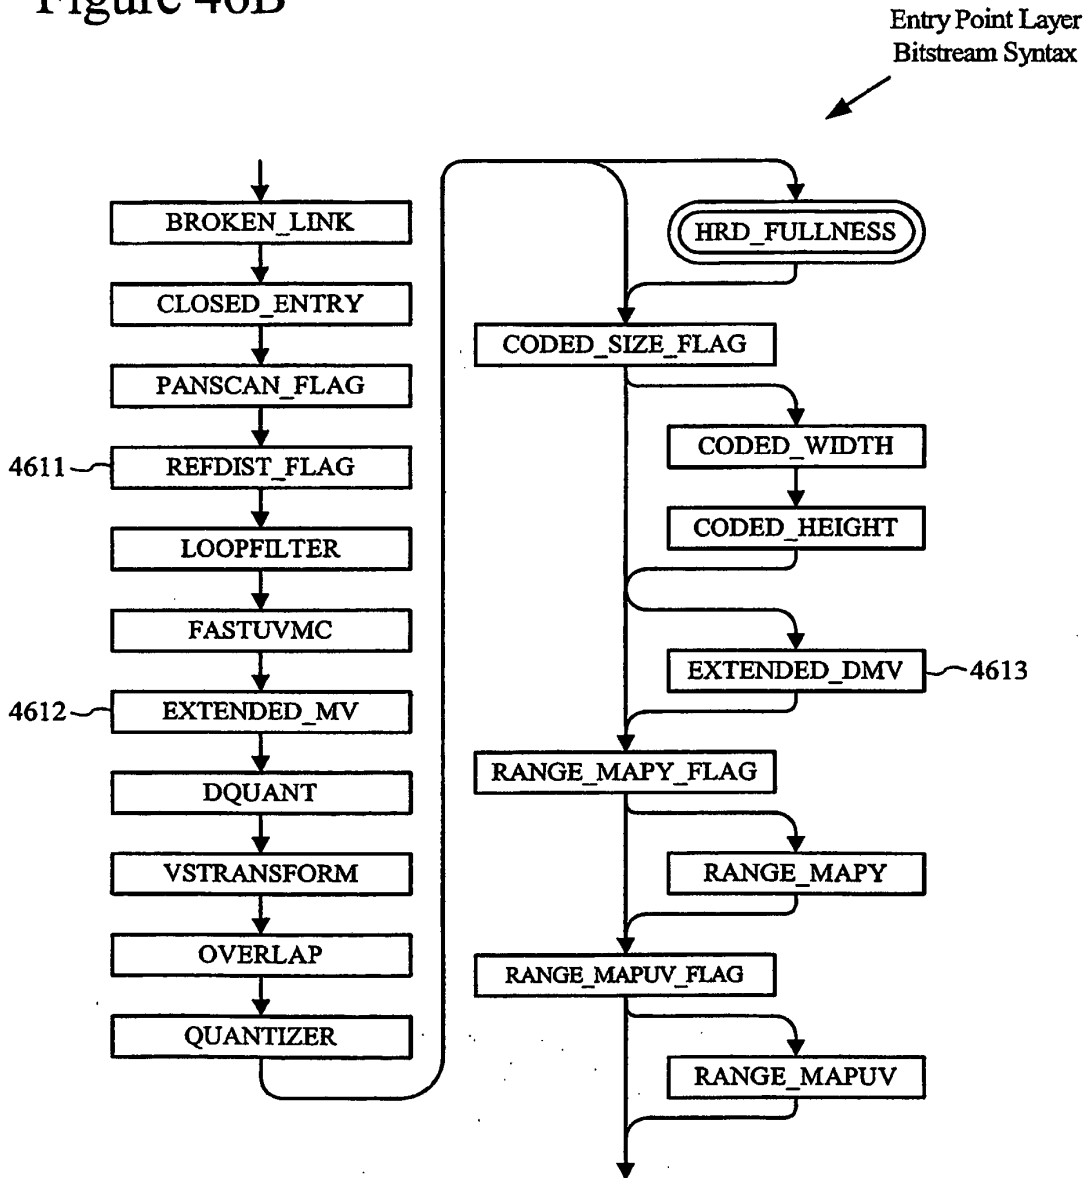 Figure 46B
Entry Point Layer
Bitstream Syntax
BROKEN_LINK
CLOSED_ENTRY
PANSCAN_FLAG
4611
REFDIST_FLAG
LOOPFILTER
FASTUVMC
4612
EXTENDED_MV
DQUANT
VSTRANSFORM
OVERLAP
QUANTIZER
HRD_FULLNESS
CODED_SIZE_FLAG
CODED_WIDTH
CODED_HEIGHT
EXTENDED_DMV
4613
RANGE_MAPY_FLAG
RANGE_MAPY
RANGE_MAPUV_FLAG
RANGE_MAPUV